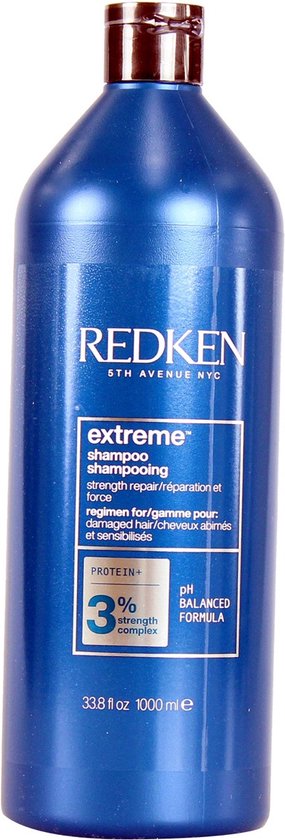 REDKEN
5TH AVENUE NYC
extreme™
shampoo
shampooing
strength repair/réparation et
force
regimen for/gamme pour:
damaged hair/cheveux abimés
et sensibilisés
PROTEIN+
3% strength
complex
pH
BALANCED
FORMULA
33.8 fl oz 1000 ml e